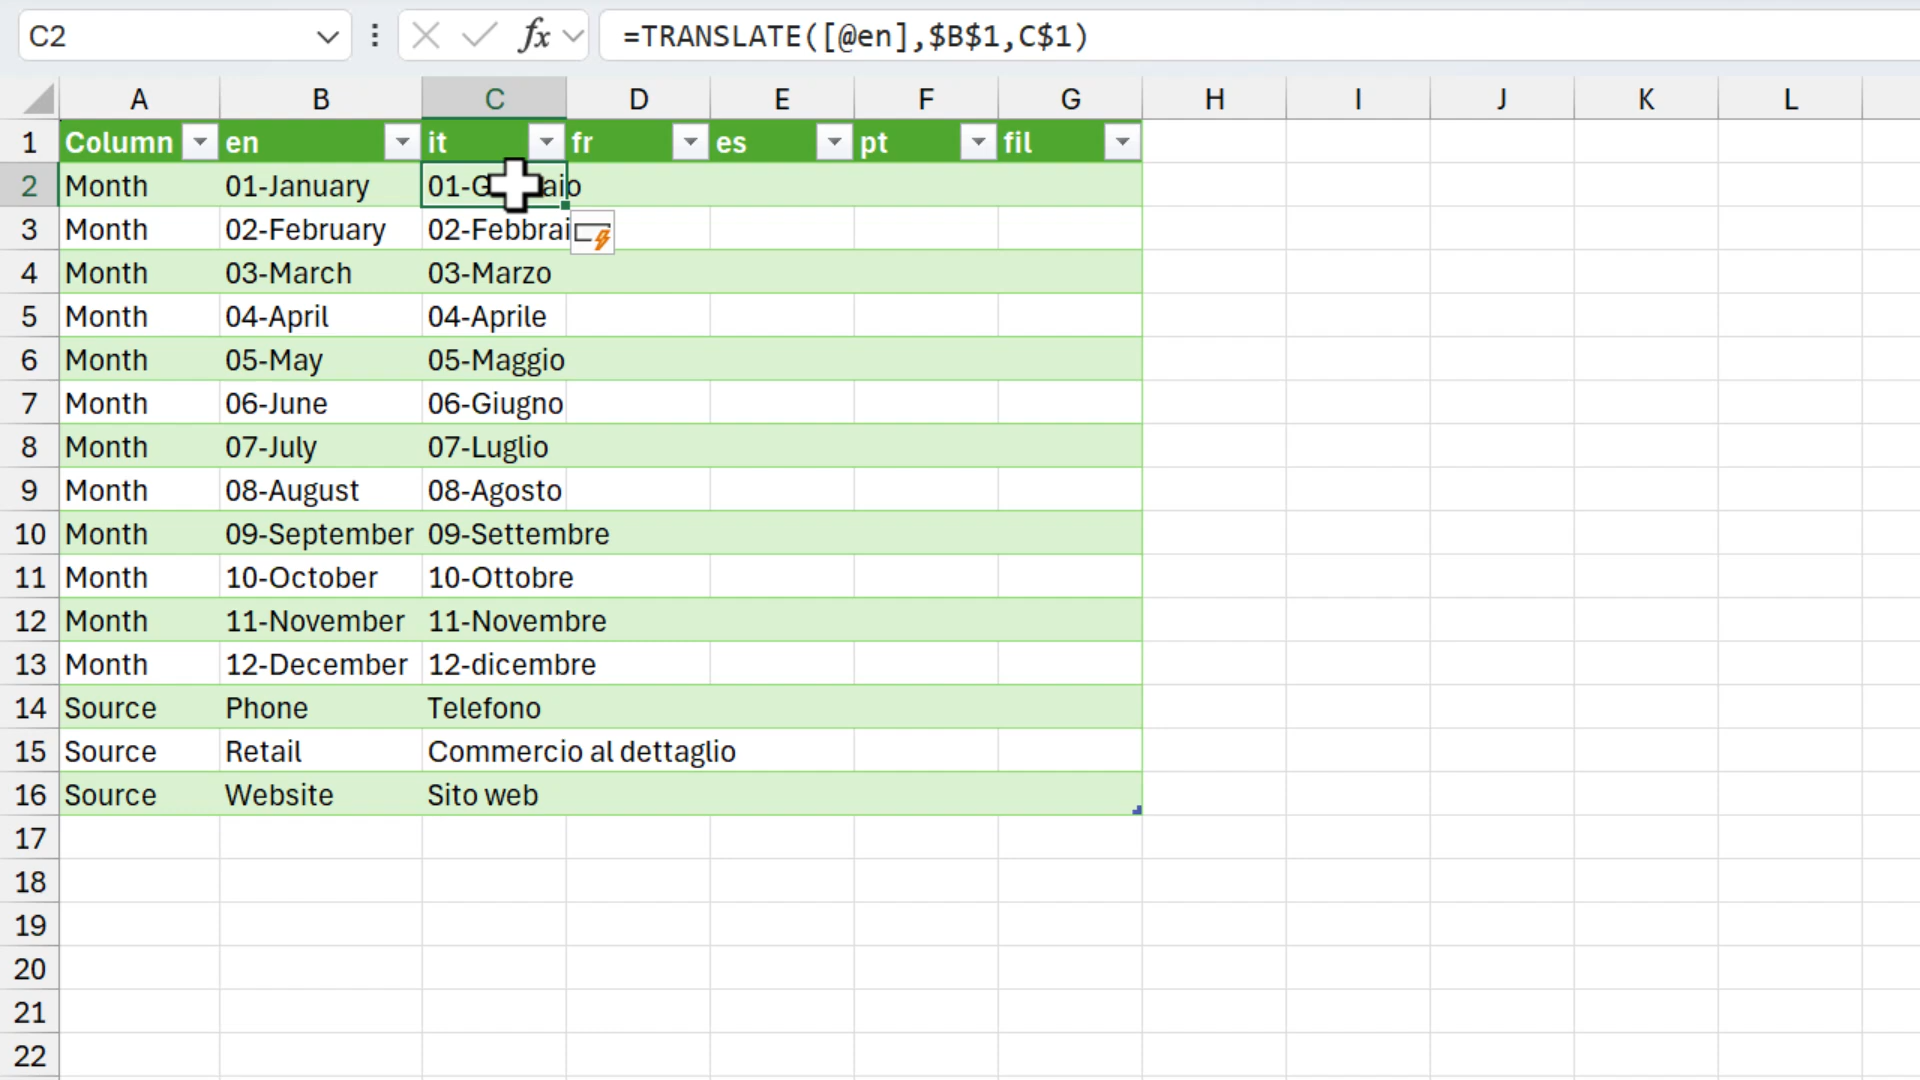 C2 fx =TRANSLATE([@en],$B$1,C$1)
A B C D E F G H I J K L
1 Column en it fr es pt fil
2 Month 01-January
3 Month 02-February
4 Month 03-March 03-Marzo
5 Month 04-April 04-Aprile
6 Month 05-May 05-Maggio
7 Month 06-June 06-Giugno
8 Month 07-July 07-Luglio
9 Month 08-August 08-Agosto
10 Month 09-September 09-Settembre
11 Month 10-October 10-Ottobre
12 Month 11-November 11-Novembre
13 Month 12-December 12-dicembre
14 Source Phone Telefono
15 Source Retail Commercio al dettaglio
16 Source Website Sito web
17
18
19
20
21
22